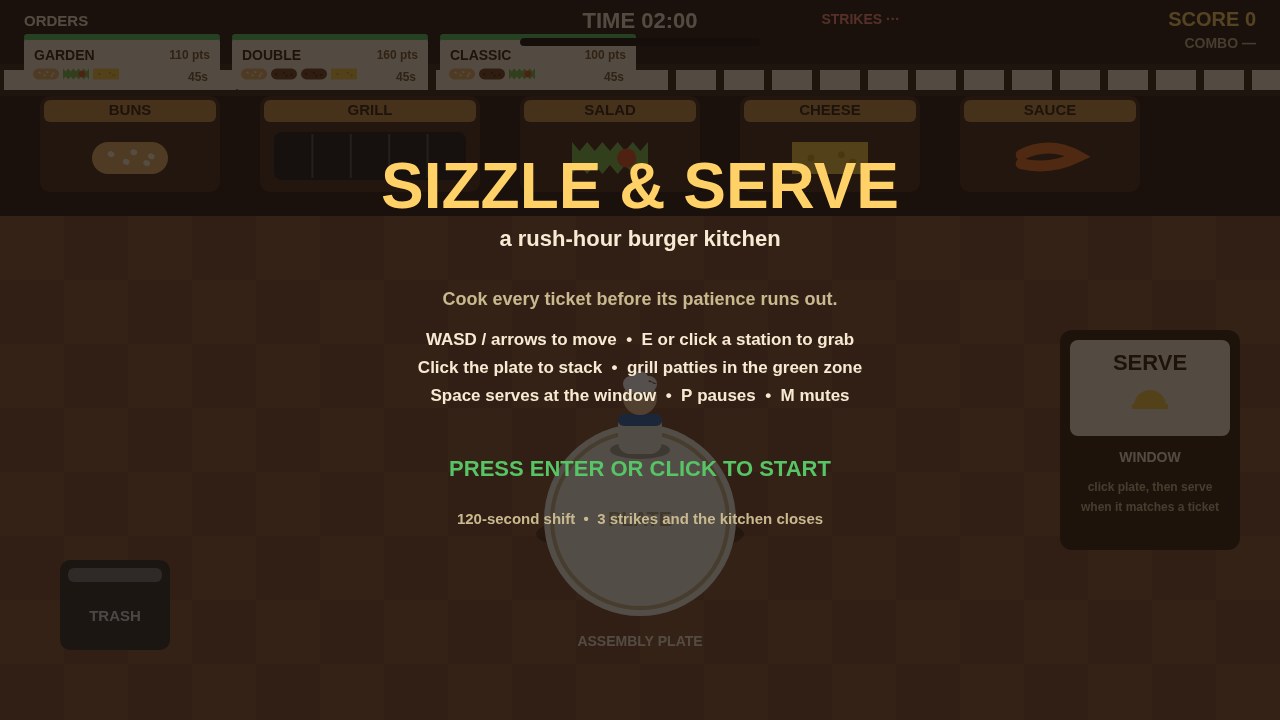 ORDERS
TIME 02:00
STRIKES ···
SCORE 0
COMBO —
GARDEN 110 pts
45s
DOUBLE 160 pts
45s
CLASSIC 100 pts
45s
BUNS
GRILL
SALAD
CHEESE
SAUCE
SIZZLE & SERVE
a rush-hour burger kitchen
Cook every ticket before its patience runs out.
WASD / arrows to move • E or click a station to grab
Click the plate to stack • grill patties in the green zone
Space serves at the window • P pauses • M mutes
PRESS ENTER OR CLICK TO START
120-second shift • 3 strikes and the kitchen closes
SERVE
WINDOW
click plate, then serve
when it matches a ticket
TRASH
PLATE
ASSEMBLY PLATE